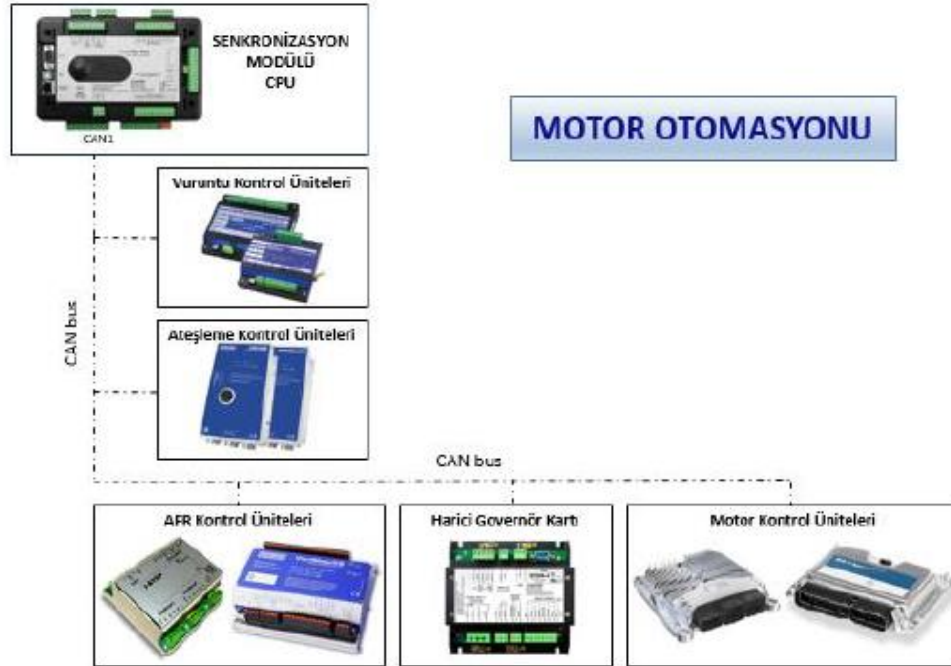 SENKRONİZASYON
MODÜLÜ
CPU
CAN1
MOTOR OTOMASYONU
Vuruntu Kontrol Üniteleri
Ateşleme Kontrol Üniteleri
CAN bus
CAN bus
AFR Kontrol Üniteleri
Harici Governör Kartı
Motor Kontrol Üniteleri